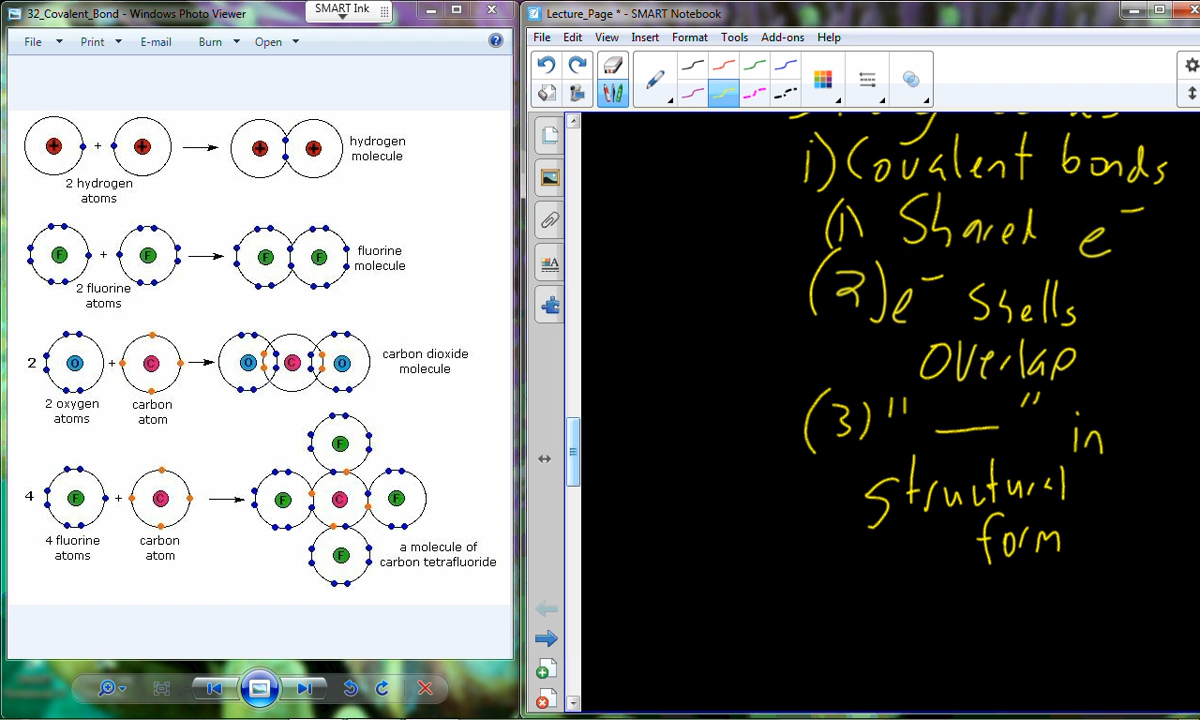 32_Covalent_Bond - Windows Photo Viewer
SMART Ink
File Print E-mail Burn Open
2 hydrogen
atoms
hydrogen
molecule
F + F
F F
2 fluorine
atoms
fluorine
molecule
2 O + C
O C O
2 oxygen
atoms
carbon
atom
carbon dioxide
molecule
4 F + C
F
F C F
F
4 fluorine
atoms
carbon
atom
a molecule of
carbon tetrafluoride
Lecture_Page * - SMART Notebook
File Edit View Insert Format Tools Add-ons Help
i) Covalent bonds
(1) Shared e⁻
(2) e⁻ Shells
Overlap
(3) " — " in
structural
form